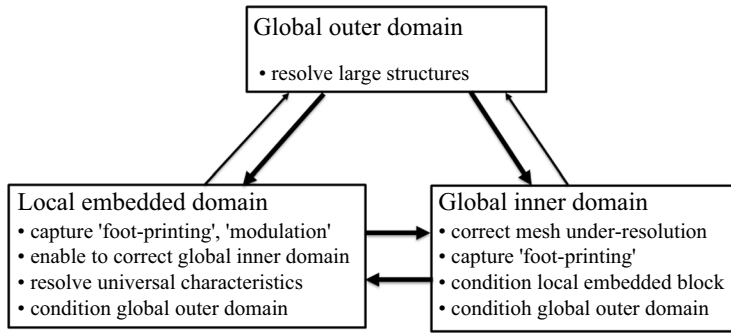 Global outer domain
• resolve large structures
Local embedded domain
• capture 'foot-printing', 'modulation'
• enable to correct global inner domain
• resolve universal characteristics
• condition global outer domain
Global inner domain
• correct mesh under-resolution
• capture 'foot-printing'
• condition local embedded block
• conditioh global outer domain